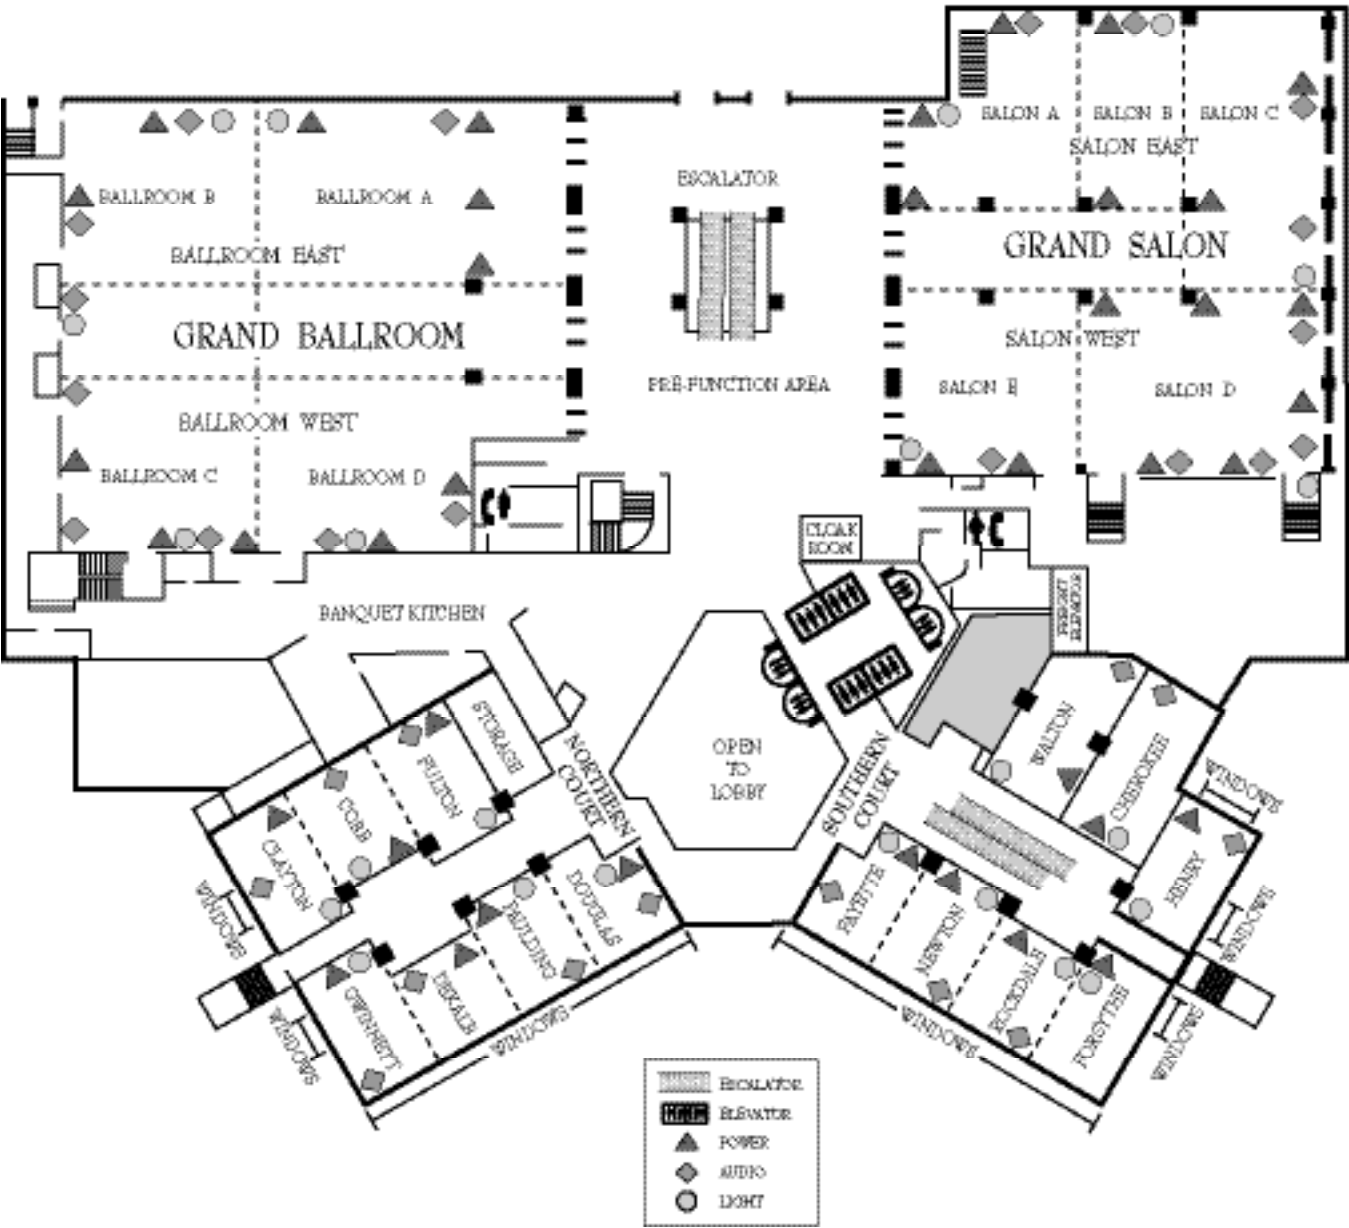 SALON A
SALON B
SALON C
SALON EAST
ESCALATOR
BALLROOM B
BALLROOM A
BALLROOM EAST
GRAND SALON
GRAND BALLROOM
SALON WEST
PRE-FUNCTION AREA
SALON E
SALON D
BALLROOM WEST
BALLROOM C
BALLROOM D
CLOAK
ROOM
FREIGHT
ELEVATOR
BANQUET KITCHEN
STORAGE
FULTON
COBB
CLAYTON
NORTHERN
COURT
OPEN
TO
LOBBY
SOUTHERN
COURT
WALTON
CHEROKEE
WINDOWS
HENRY
WINDOWS
WINDOWS
WINDOWS
GWINNETT
DEKALB
PAULDING
DOUGLAS
WINDOWS
WINDOWS
FAYETTE
NEWTON
ROCKDALE
FORSYTHE
WINDOWS
WINDOWS
ESCALATOR
ELEVATOR
POWER
AUDIO
LIGHT